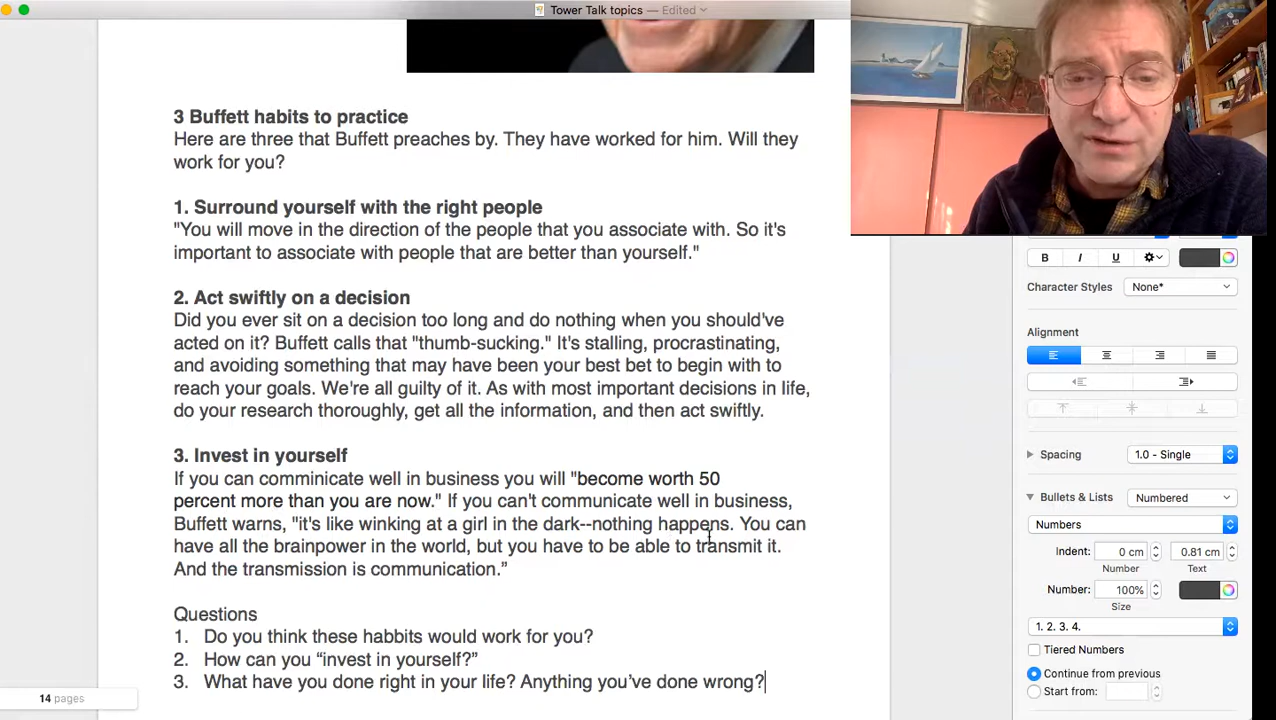 Tower Talk topics — Edited
3 Buffett habits to practice
Here are three that Buffett preaches by. They have worked for him. Will they
work for you?
1. Surround yourself with the right people
"You will move in the direction of the people that you associate with. So it's
important to associate with people that are better than yourself."
2. Act swiftly on a decision
Did you ever sit on a decision too long and do nothing when you should've
acted on it? Buffett calls that "thumb-sucking." It's stalling, procrastinating,
and avoiding something that may have been your best bet to begin with to
reach your goals. We're all guilty of it. As with most important decisions in life,
do your research thoroughly, get all the information, and then act swiftly.
3. Invest in yourself
If you can comminicate well in business you will "become worth 50
percent more than you are now." If you can't communicate well in business,
Buffett warns, "it's like winking at a girl in the dark--nothing happens. You can
have all the brainpower in the world, but you have to be able to transmit it.
And the transmission is communication.”
Questions
1. Do you think these habbits would work for you?
2. How can you “invest in yourself?”
3. What have you done right in your life? Anything you’ve done wrong?
14 pages
B I U
Character Styles None*
Alignment
Spacing 1.0 - Single
Bullets & Lists Numbered
Numbers
Indent: 0 cm 0.81 cm
Number Text
Number: 100%
Size
1. 2. 3. 4.
Tiered Numbers
Continue from previous
Start from: